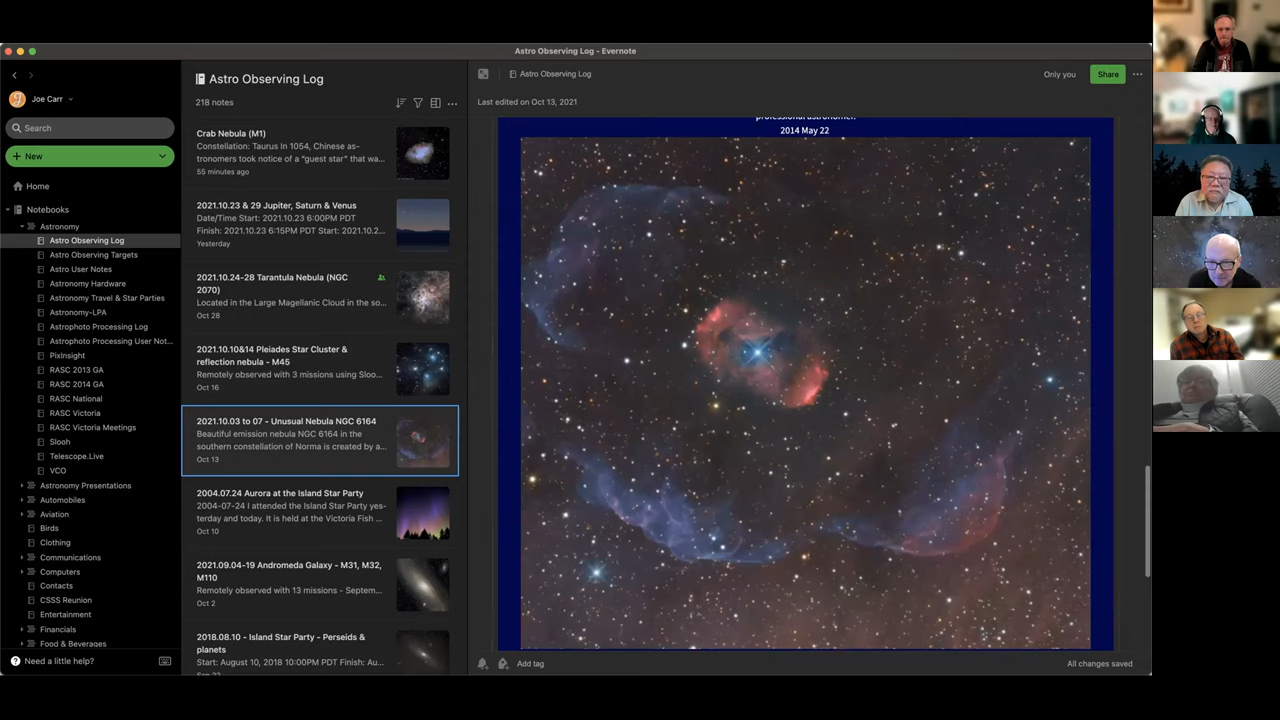 Astro Observing Log - Evernote
Joe Carr
Search
New
Home
Notebooks
Astronomy
Astro Observing Log
Astro Observing Targets
Astro User Notes
Astronomy Hardware
Astronomy Travel & Star Parties
Astronomy-LPA
Astrophoto Processing Log
Astrophoto Processing User Not...
PixInsight
RASC 2013 GA
RASC 2014 GA
RASC National
RASC Victoria
RASC Victoria Meetings
Slooh
Telescope.Live
VCO
Astronomy Presentations
Automobiles
Aviation
Birds
Clothing
Communications
Computers
Contacts
CSSS Reunion
Entertainment
Financials
Food & Beverages
Need a little help?
Astro Observing Log
218 notes
Crab Nebula (M1)
Constellation: Taurus In 1054, Chinese as-
tronomers took notice of a "guest star" that wa...
55 minutes ago
2021.10.23 & 29 Jupiter, Saturn & Venus
Date/Time Start: 2021.10.23 6:00PM PDT
Finish: 2021.10.23 6:15PM PDT Start: 2021.10.2...
Yesterday
2021.10.24-28 Tarantula Nebula (NGC
2070)
Located in the Large Magellanic Cloud in the so...
Oct 28
2021.10.10&14 Pleiades Star Cluster &
reflection nebula - M45
Remotely observed with 3 missions using Sloo...
Oct 16
2021.10.03 to 07 - Unusual Nebula NGC 6164
Beautiful emission nebula NGC 6164 in the
southern constellation of Norma is created by a...
Oct 13
2004.07.24 Aurora at the Island Star Party
2004-07-24 I attended the Island Star Party yes-
terday and today. It is held at the Victoria Fish ...
Oct 10
2021.09.04-19 Andromeda Galaxy - M31, M32,
M110
Remotely observed with 13 missions - Septem...
Oct 2
2018.08.10 - Island Star Party - Perseids &
planets
Start: August 10, 2018 10:00PM PDT Finish: Au...
Astro Observing Log
Only you
Share
Last edited on Oct 13, 2021
professional astronomer.
2014 May 22
Add tag
All changes saved